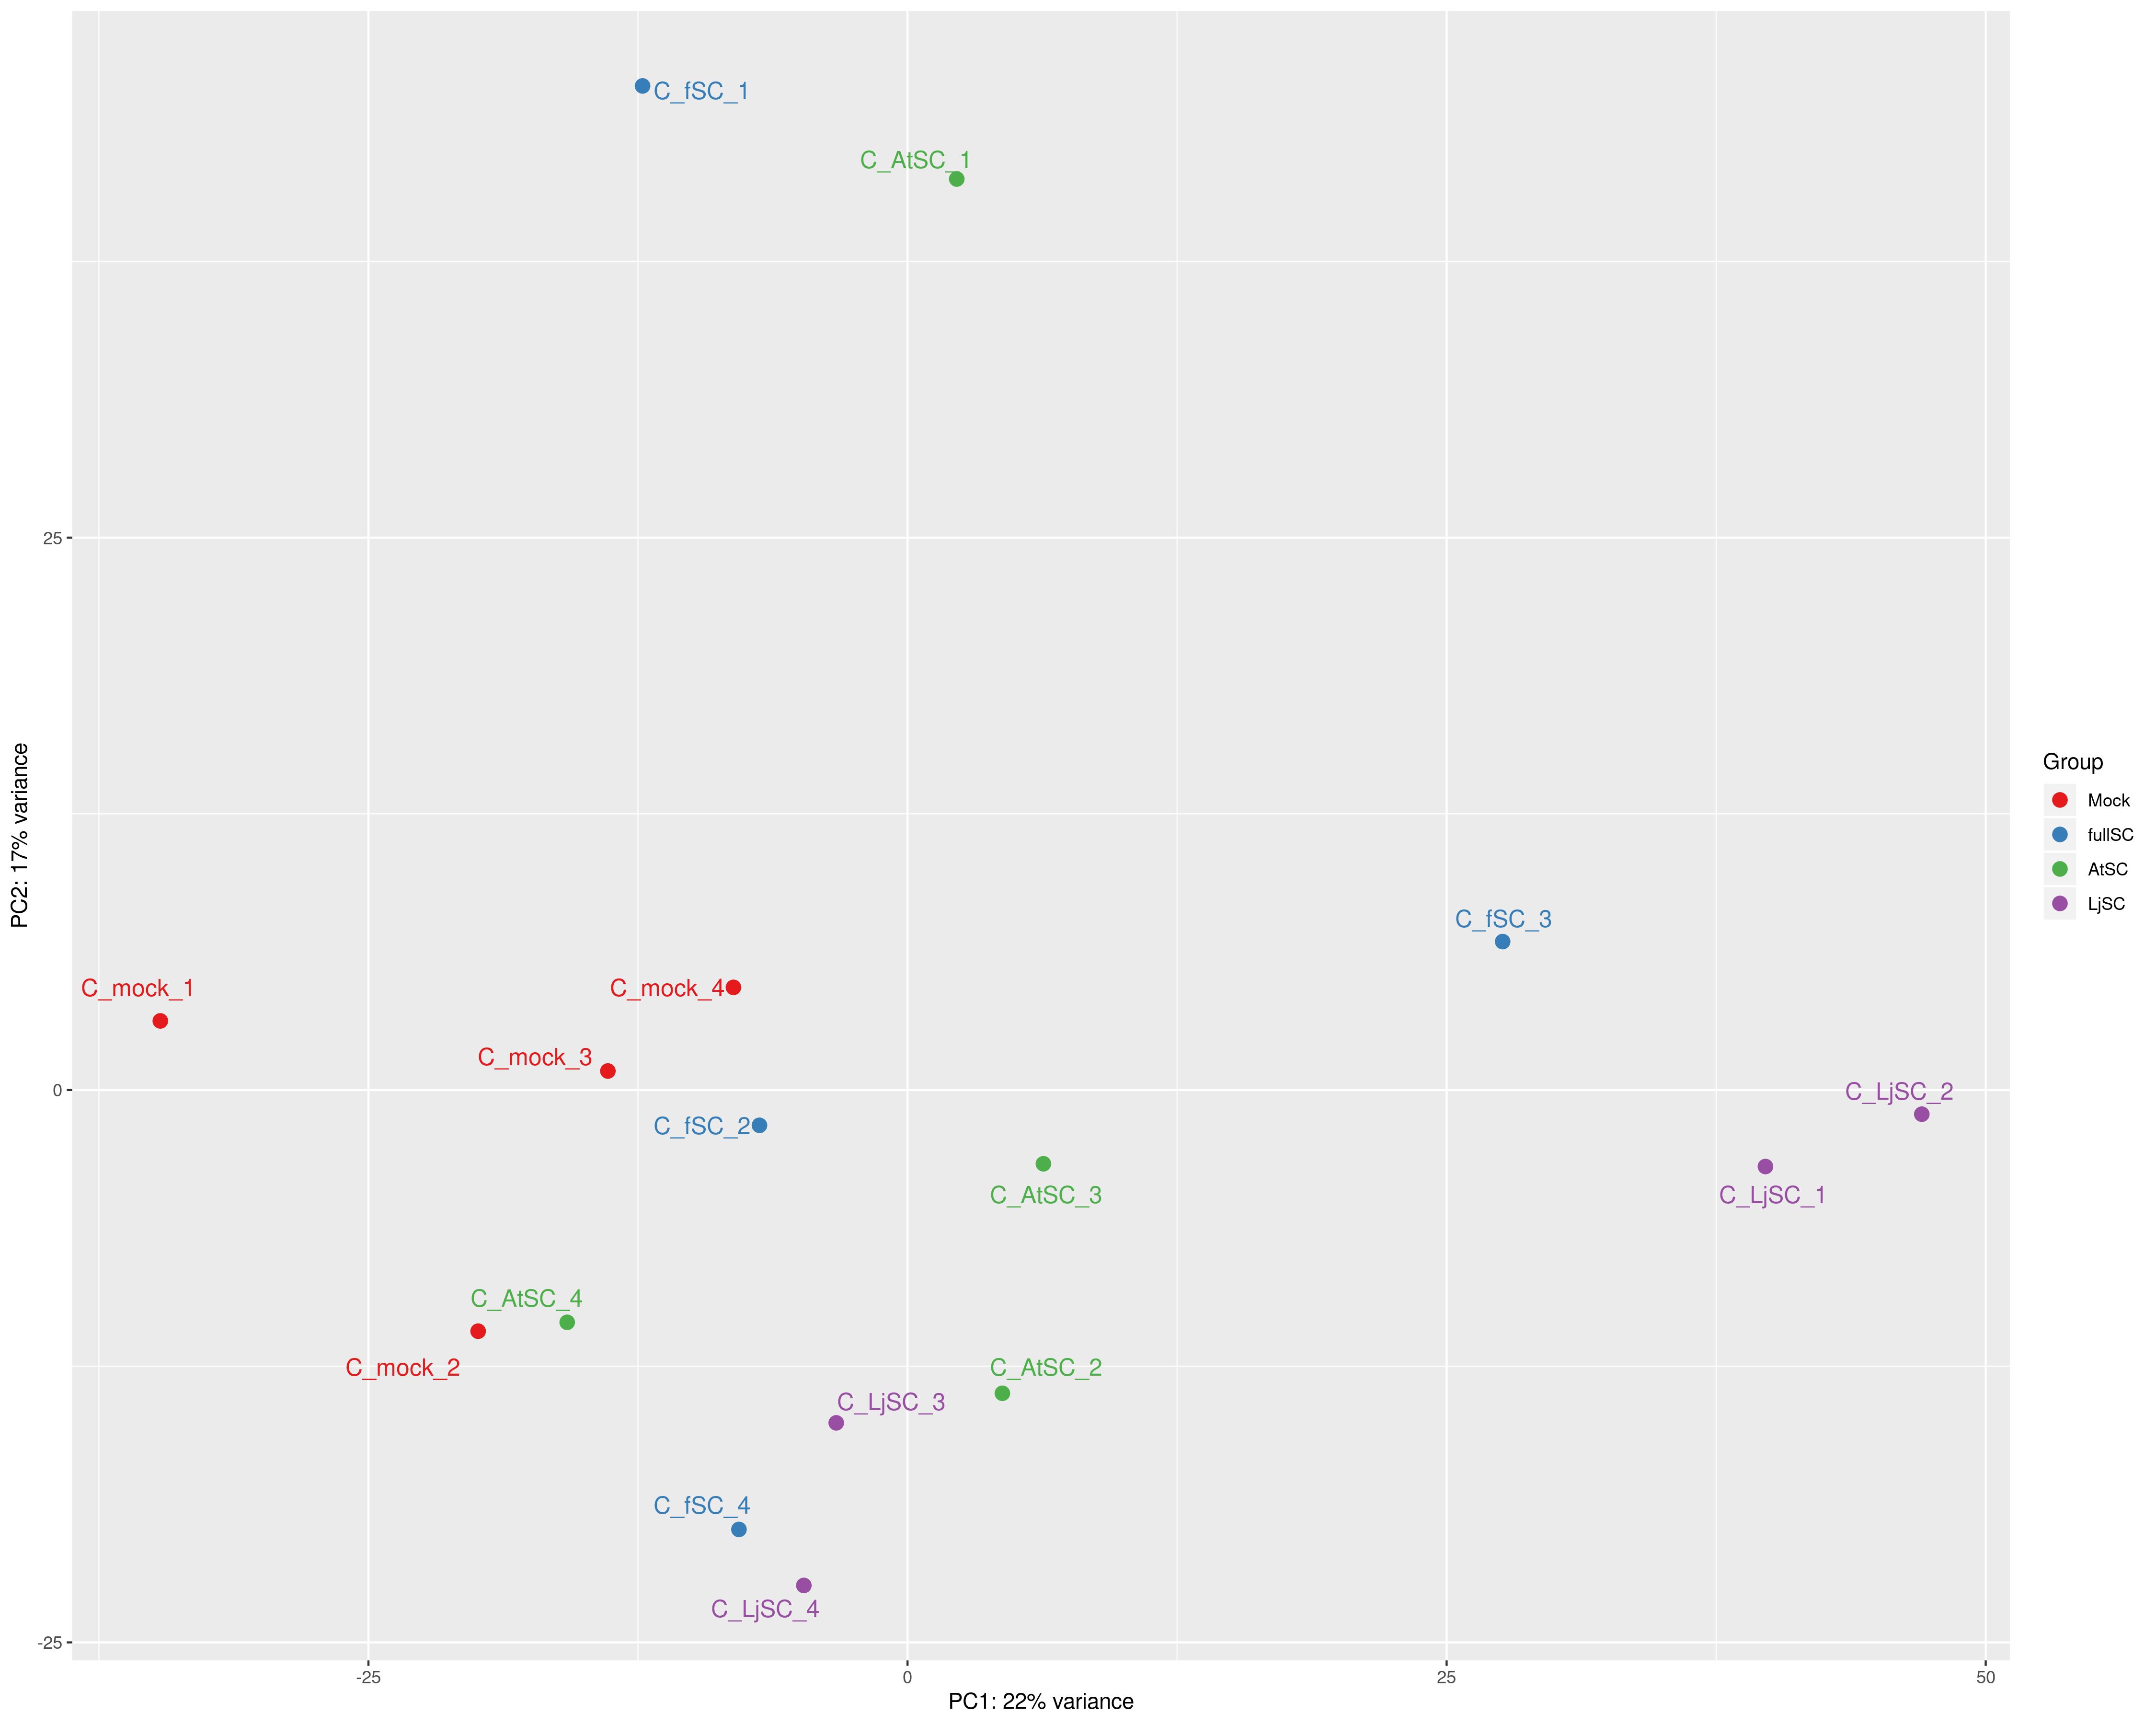 C_fSC_1
C_AtSC_1
25
C_fSC_3
C_mock_1
C_mock_4
C_mock_3
0
C_LjSC_2
C_fSC_2
C_AtSC_3
C_LjSC_1
C_AtSC_4
C_mock_2
C_AtSC_2
C_LjSC_3
C_fSC_4
C_LjSC_4
-25
-25
0
25
50
PC1: 22% variance
PC2: 17% variance
Group
Mock
fullSC
AtSC
LjSC